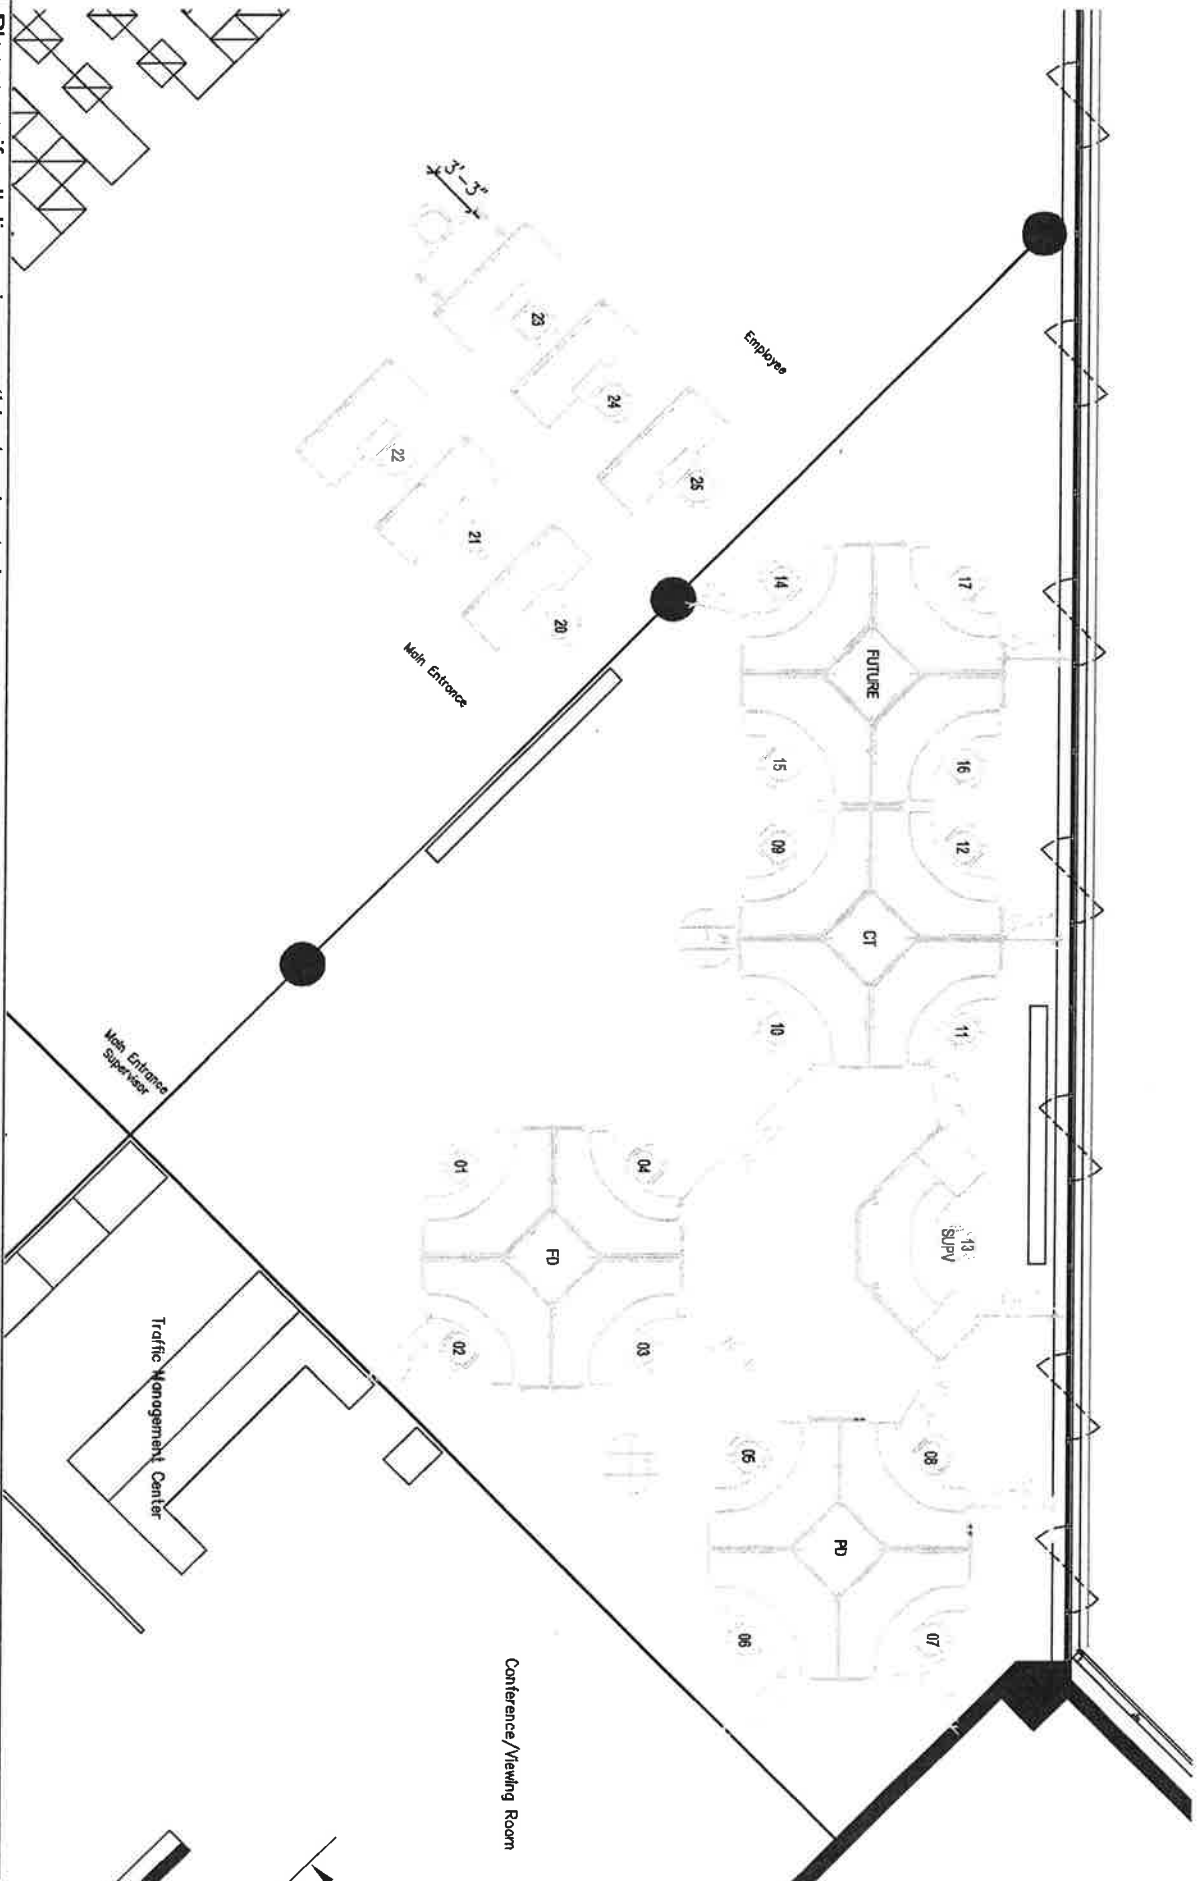 3'-3"
23
24
25
22
21
20
Employee
Main Entrance
Main Entrance
Supervisor
17
14
FUTURE
16
15
12
09
CT
11
10
13
SUPV
04
01
FD
03
02
08
05
PD
07
06
Traffic Management Center
Conference/Viewing Room